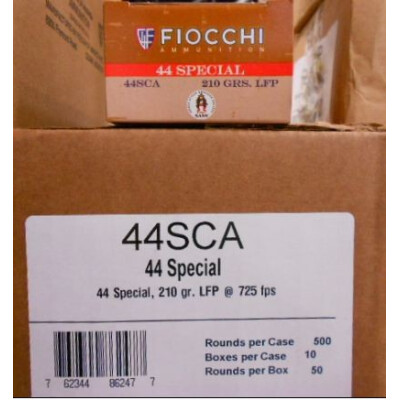 FIOCCHI
AMMUNITION
44 SPECIAL
44SCA 210 GRS. LFP
44SCA
44 Special
44 Special, 210 gr. LFP @ 725 fps
Rounds per Case 500
Boxes per Case 10
Rounds per Box 50
7 62344 86247 7